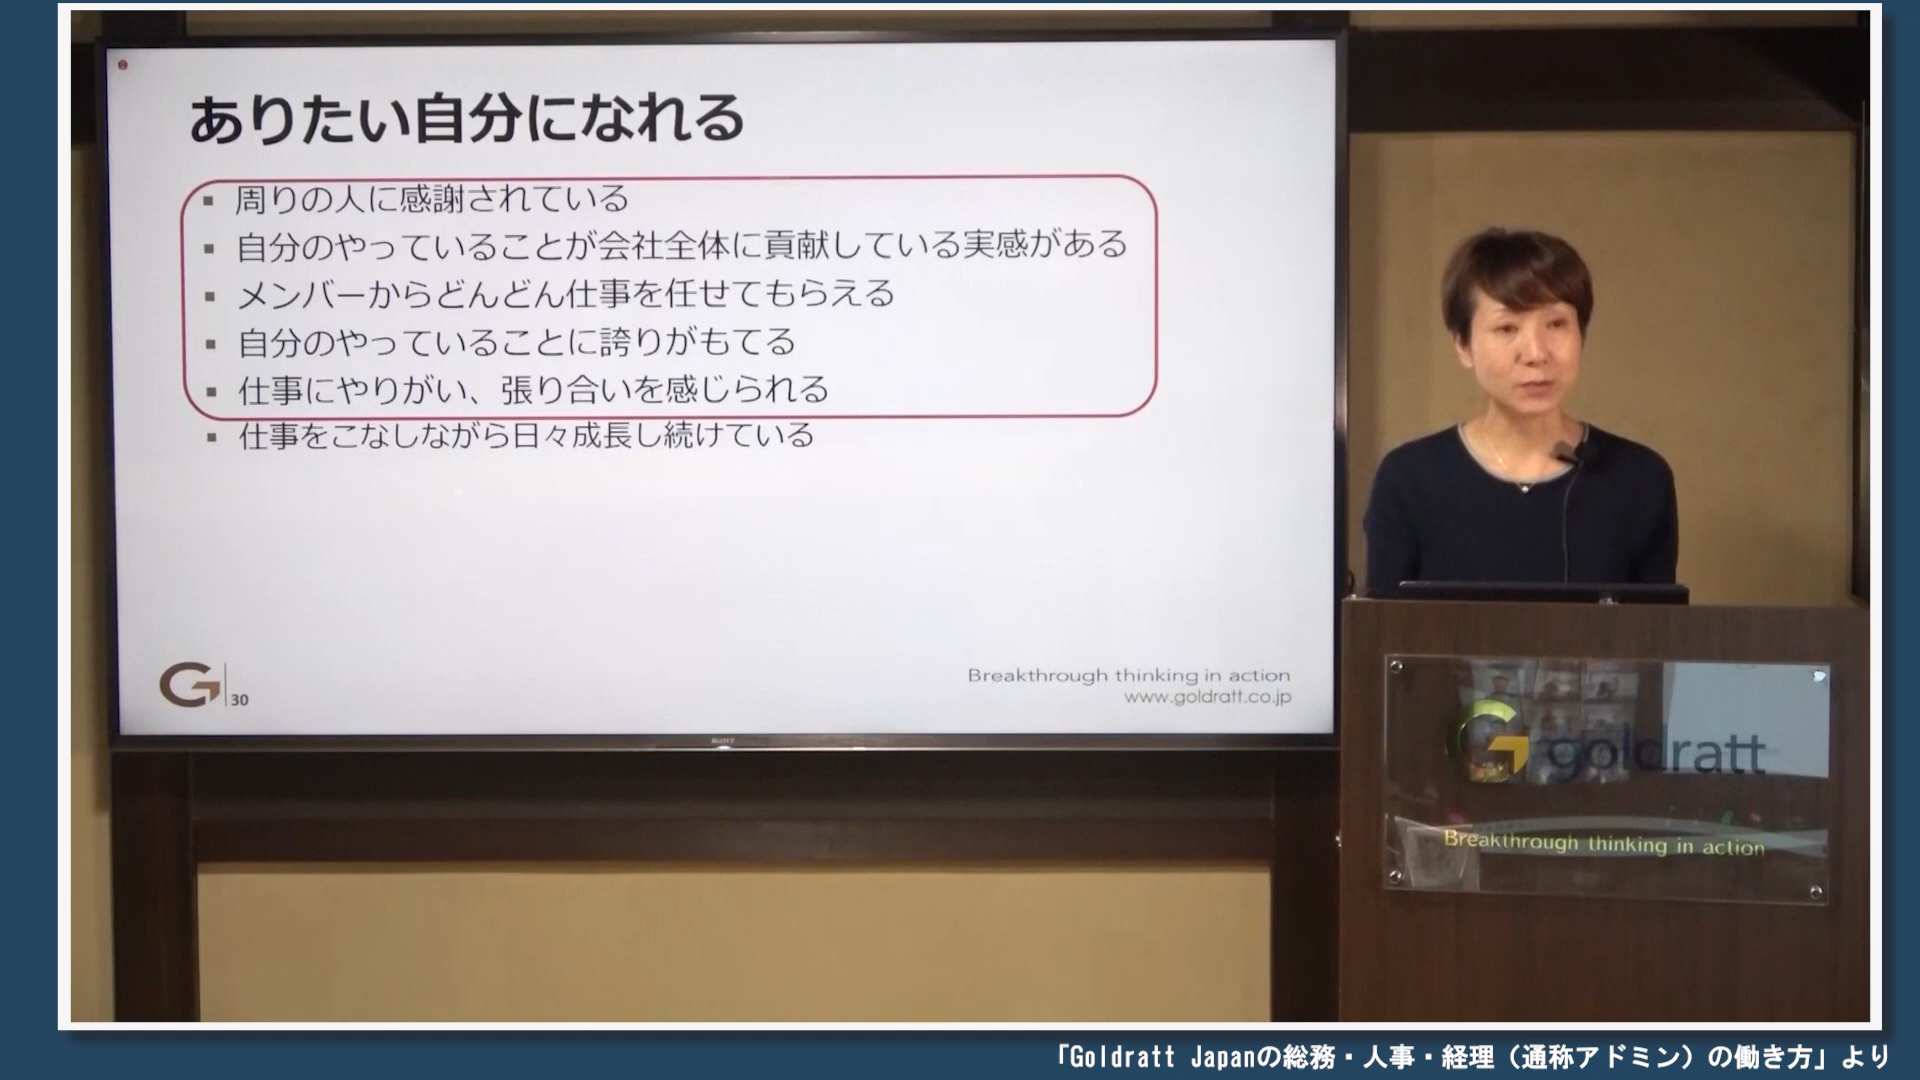 ありたい自分になれる
▪ 周りの人に感謝されている
▪ 自分のやっていることが会社全体に貢献している実感がある
▪ メンバーからどんどん仕事を任せてもらえる
▪ 自分のやっていることに誇りがもてる
▪ 仕事にやりがい、張り合いを感じられる
▪ 仕事をこなしながら日々成長し続けている
G 30
Breakthrough thinking in action
www.goldratt.co.jp
SONY
goldratt
Breakthrough thinking in action
「Goldratt Japanの総務・人事・経理（通称アドミン）の働き方」より